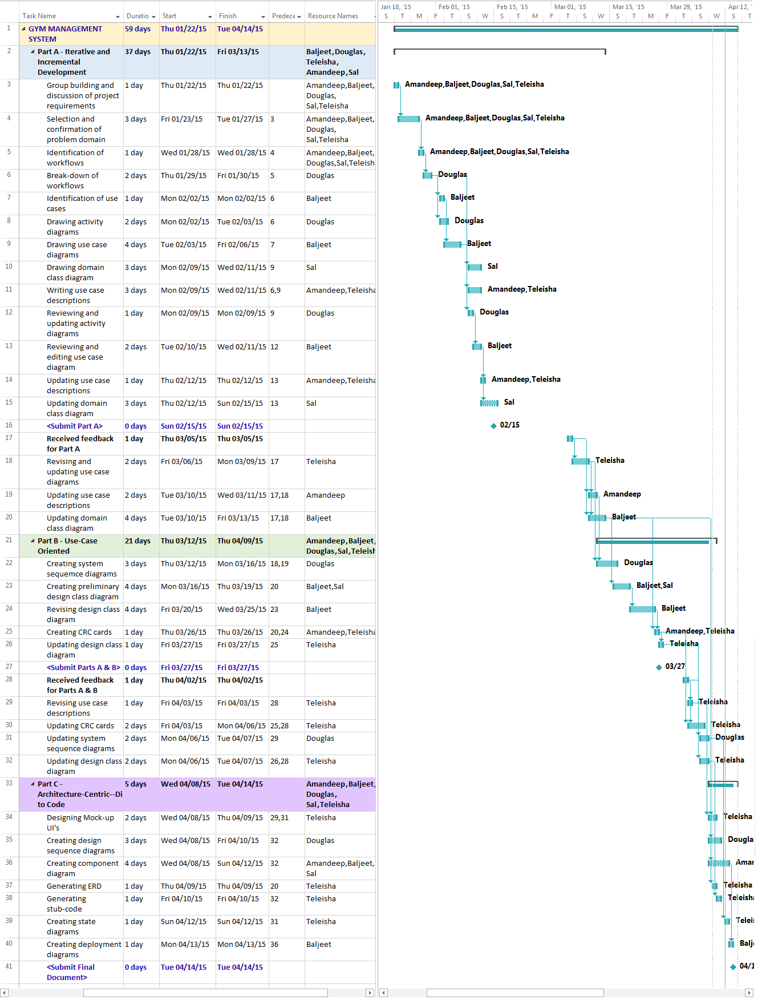 Jan 18, '15 Feb 01, '15 Feb 15, '15 Mar 01, '15 Mar 15, '15 Mar 29, '15 Apr 12, '
Task Name Duratio Start Finish Predece Resource Names S T M F T S W S T M F T S W S T M F T S W S T
1 GYM MANAGEMENT 59 days Thu 01/22/15 Tue 04/14/15
SYSTEM
2 Part A - Iterative and 37 days Thu 01/22/15 Fri 03/13/15 Baljeet,Douglas,
Incremental Teleisha,
Development Amandeep,Sal
3 Group building and 1 day Thu 01/22/15 Thu 01/22/15 Amandeep,Baljeet, Amandeep,Baljeet,Douglas,Sal,Teleisha
discussion of project Douglas,
requirements Sal,Teleisha
4 Selection and 3 days Fri 01/23/15 Tue 01/27/15 3 Amandeep,Baljeet, Amandeep,Baljeet,Douglas,Sal,Teleisha
confirmation of Douglas,
problem domain Sal,Teleisha
5 Identification of 1 day Wed 01/28/15 Wed 01/28/15 4 Amandeep,Baljeet, Amandeep,Baljeet,Douglas,Sal,Teleisha
workflows Douglas,Sal,Teleish
6 Break-down of 2 days Thu 01/29/15 Fri 01/30/15 5 Douglas Douglas
workflows
7 Identification of use 1 day Mon 02/02/15 Mon 02/02/15 6 Baljeet Baljeet
cases
8 Drawing activity 2 days Mon 02/02/15 Tue 02/03/15 6 Douglas Douglas
diagrams
9 Drawing use case 4 days Tue 02/03/15 Fri 02/06/15 7 Baljeet Baljeet
diagrams
10 Drawing domain 3 days Mon 02/09/15 Wed 02/11/15 9 Sal Sal
class diagram
11 Writing use case 3 days Mon 02/09/15 Wed 02/11/15 6,9 Amandeep,Teleisha Amandeep,Teleisha
descriptions
12 Reviewing and 1 day Mon 02/09/15 Mon 02/09/15 9 Douglas Douglas
updating activity
diagrams
13 Reviewing and 2 days Tue 02/10/15 Wed 02/11/15 12 Baljeet Baljeet
editing use case
diagram
14 Updating use case 1 day Thu 02/12/15 Thu 02/12/15 13 Amandeep,Teleisha Amandeep,Teleisha
descriptions
15 Updating domain 3 days Thu 02/12/15 Sun 02/15/15 13 Sal Sal
class diagram
16 <Submit Part A> 0 days Sun 02/15/15 Sun 02/15/15 02/15
17 Received feedback 1 day Thu 03/05/15 Thu 03/05/15
for Part A
18 Revising and 2 days Fri 03/06/15 Mon 03/09/15 17 Teleisha Teleisha
updating use case
diagrams
19 Updating use case 2 days Tue 03/10/15 Wed 03/11/15 17,18 Amandeep Amandeep
descriptions
20 Updating domain 4 days Tue 03/10/15 Fri 03/13/15 17,18 Baljeet Baljeet
class diagram
21 Part B - Use-Case 21 days Thu 03/12/15 Thu 04/09/15 Amandeep,Baljeet,
Oriented Douglas,Sal,Teleish
22 Creating system 3 days Thu 03/12/15 Mon 03/16/15 18,19 Douglas Douglas
sequemce diagrams
23 Creating preliminary 4 days Mon 03/16/15 Thu 03/19/15 20 Baljeet,Sal Baljeet,Sal
design class diagram
24 Revising design class 4 days Fri 03/20/15 Wed 03/25/15 23 Baljeet Baljeet
diagram
25 Creating CRC cards 1 day Thu 03/26/15 Thu 03/26/15 20,24 Amandeep,Teleisha Amandeep,Teleisha
26 Updating design class 1 day Fri 03/27/15 Fri 03/27/15 25 Teleisha Teleisha
diagram
27 <Submit Parts A & B> 0 days Fri 03/27/15 Fri 03/27/15 03/27
28 Received feedback 1 day Thu 04/02/15 Thu 04/02/15
for Parts A & B
29 Revising use case 1 day Fri 04/03/15 Fri 04/03/15 28 Teleisha Teleisha
descriptions
30 Updating CRC cards 2 days Fri 04/03/15 Mon 04/06/15 25,28 Teleisha Teleisha
31 Updating system 2 days Mon 04/06/15 Tue 04/07/15 29 Douglas Douglas
sequence diagrams
32 Updating design class 2 days Mon 04/06/15 Tue 04/07/15 26,28 Teleisha Teleisha
diagram
33 Part C - 5 days Wed 04/08/15 Tue 04/14/15 Amandeep,Baljeet,
Architecture-Centric--Di Douglas,
to Code Sal,Teleisha
34 Designing Mock-up 2 days Wed 04/08/15 Thu 04/09/15 29,31 Teleisha Teleisha
UI's
35 Creating design 3 days Wed 04/08/15 Fri 04/10/15 32 Douglas Dougla
sequence diagrams
36 Creating component 4 days Wed 04/08/15 Sun 04/12/15 32 Amandeep,Baljeet, Amar
diagram Sal
37 Generating ERD 1 day Thu 04/09/15 Thu 04/09/15 20 Teleisha Teleisha
38 Generating 1 day Fri 04/10/15 Fri 04/10/15 32 Teleisha Teleisha
stub-code
39 Creating state 1 day Sun 04/12/15 Sun 04/12/15 31 Teleisha Teleis
diagrams
40 Creating deployment 1 day Mon 04/13/15 Mon 04/13/15 36 Baljeet Balje
diagrams
41 <Submit Final 0 days Tue 04/14/15 Tue 04/14/15 04/1
Document>